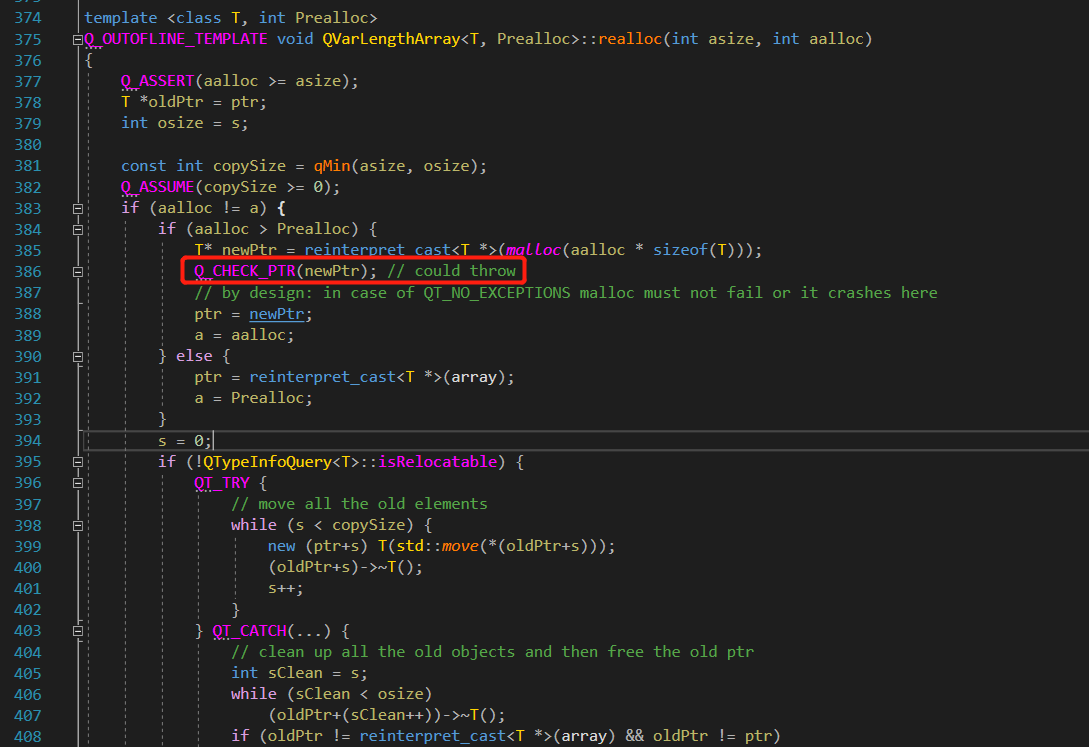 374 template <class T, int Prealloc>
375 Q_OUTOFLINE_TEMPLATE void QVarLengthArray<T, Prealloc>::realloc(int asize, int aalloc)
376 {
377     Q_ASSERT(aalloc >= asize);
378     T *oldPtr = ptr;
379     int osize = s;
380
381     const int copySize = qMin(asize, osize);
382     Q_ASSUME(copySize >= 0);
383     if (aalloc != a) {
384         if (aalloc > Prealloc) {
385             T* newPtr = reinterpret_cast<T *>(malloc(aalloc * sizeof(T)));
386             Q_CHECK_PTR(newPtr); // could throw
387             // by design: in case of QT_NO_EXCEPTIONS malloc must not fail or it crashes here
388             ptr = newPtr;
389             a = aalloc;
390         } else {
391             ptr = reinterpret_cast<T *>(array);
392             a = Prealloc;
393         }
394         s = 0;
395         if (!QTypeInfoQuery<T>::isRelocatable) {
396             QT_TRY {
397                 // move all the old elements
398                 while (s < copySize) {
399                     new (ptr+s) T(std::move(*(oldPtr+s)));
400                     (oldPtr+s)->~T();
401                     s++;
402                 }
403             } QT_CATCH(...) {
404                 // clean up all the old objects and then free the old ptr
405                 int sClean = s;
406                 while (sClean < osize)
407                     (oldPtr+(sClean++))->~T();
408                 if (oldPtr != reinterpret_cast<T *>(array) && oldPtr != ptr)